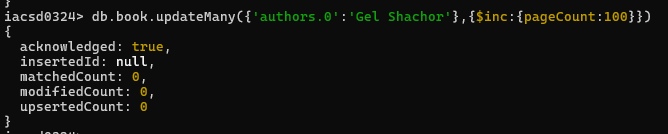 }
iacsd0324> db.book.updateMany({'authors.0':'Gel Shachor'},{$inc:{pageCount:100}})
{
  acknowledged: true,
  insertedId: null,
  matchedCount: 0,
  modifiedCount: 0,
  upsertedCount: 0
}
iacsd0324>